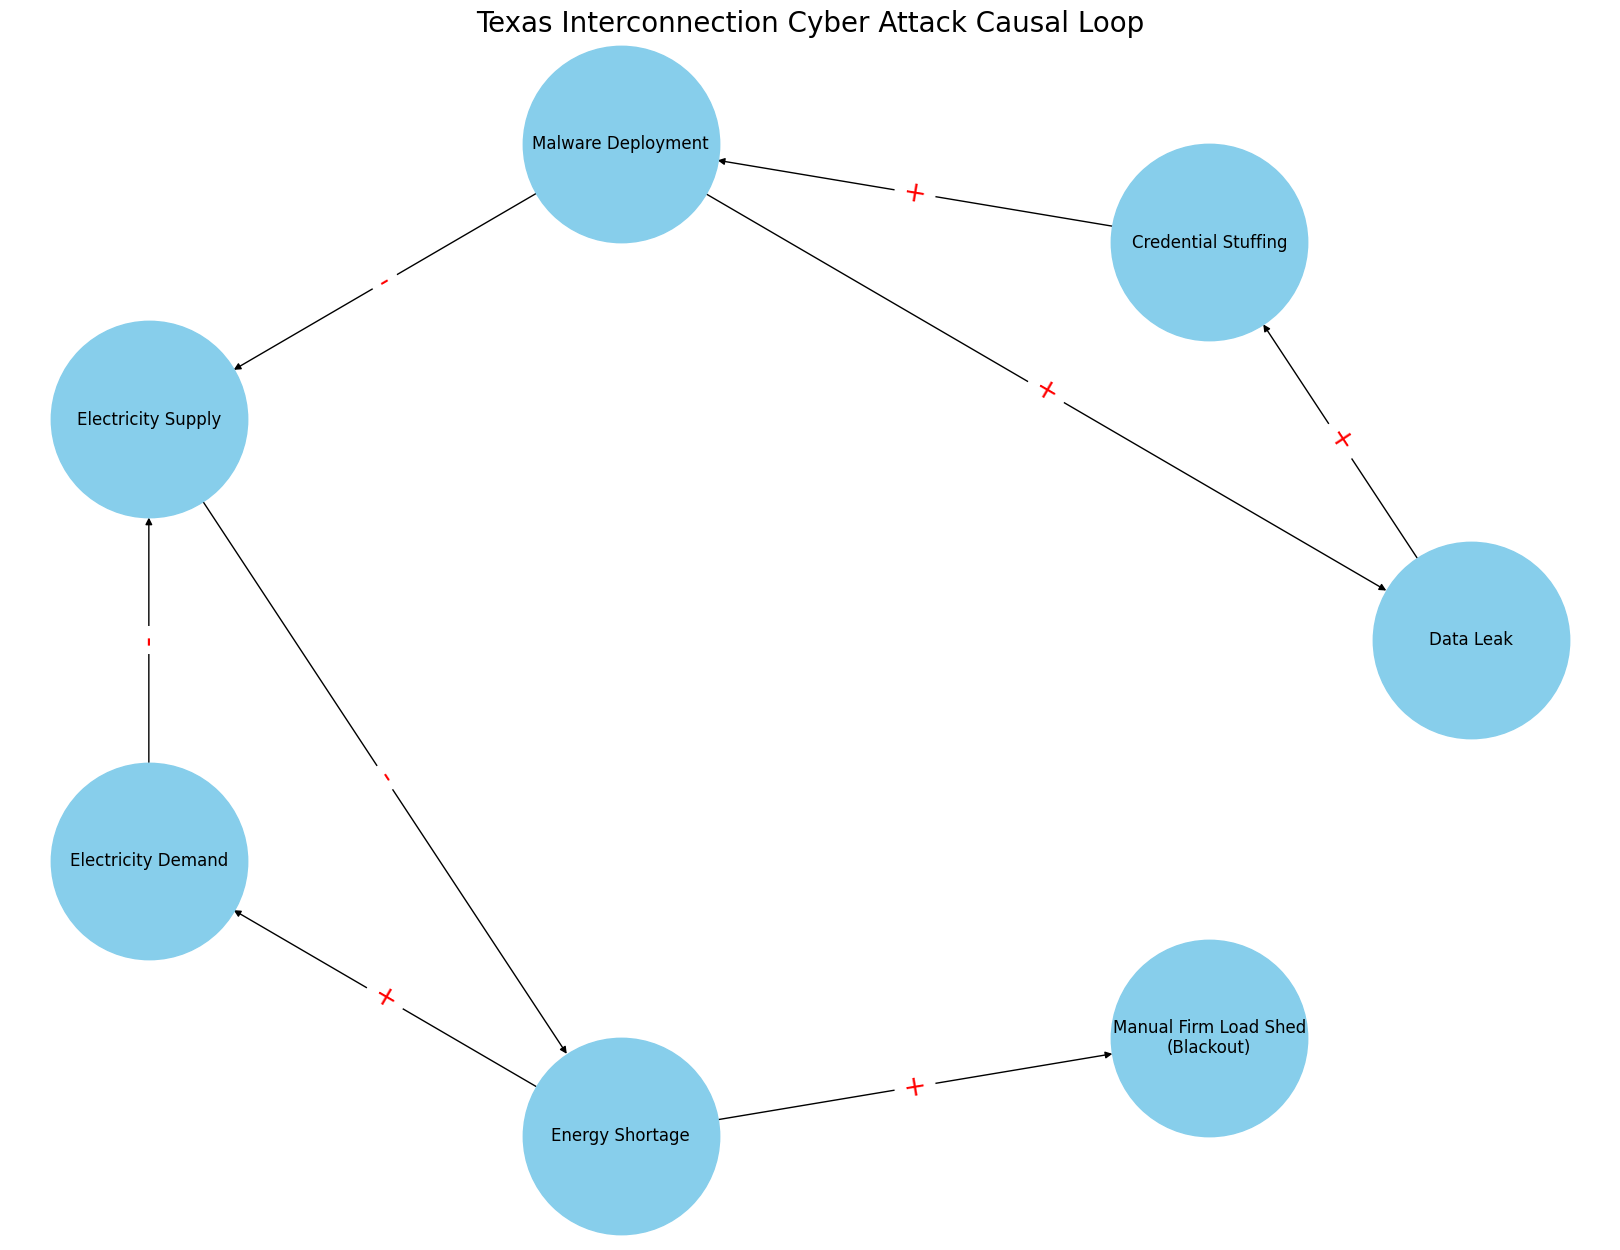 Texas Interconnection Cyber Attack Causal Loop
Malware Deployment
+
Credential Stuffing
-
+
Electricity Supply
+
Data Leak
-
-
Electricity Demand
+
Manual Firm Load Shed
(Blackout)
+
Energy Shortage